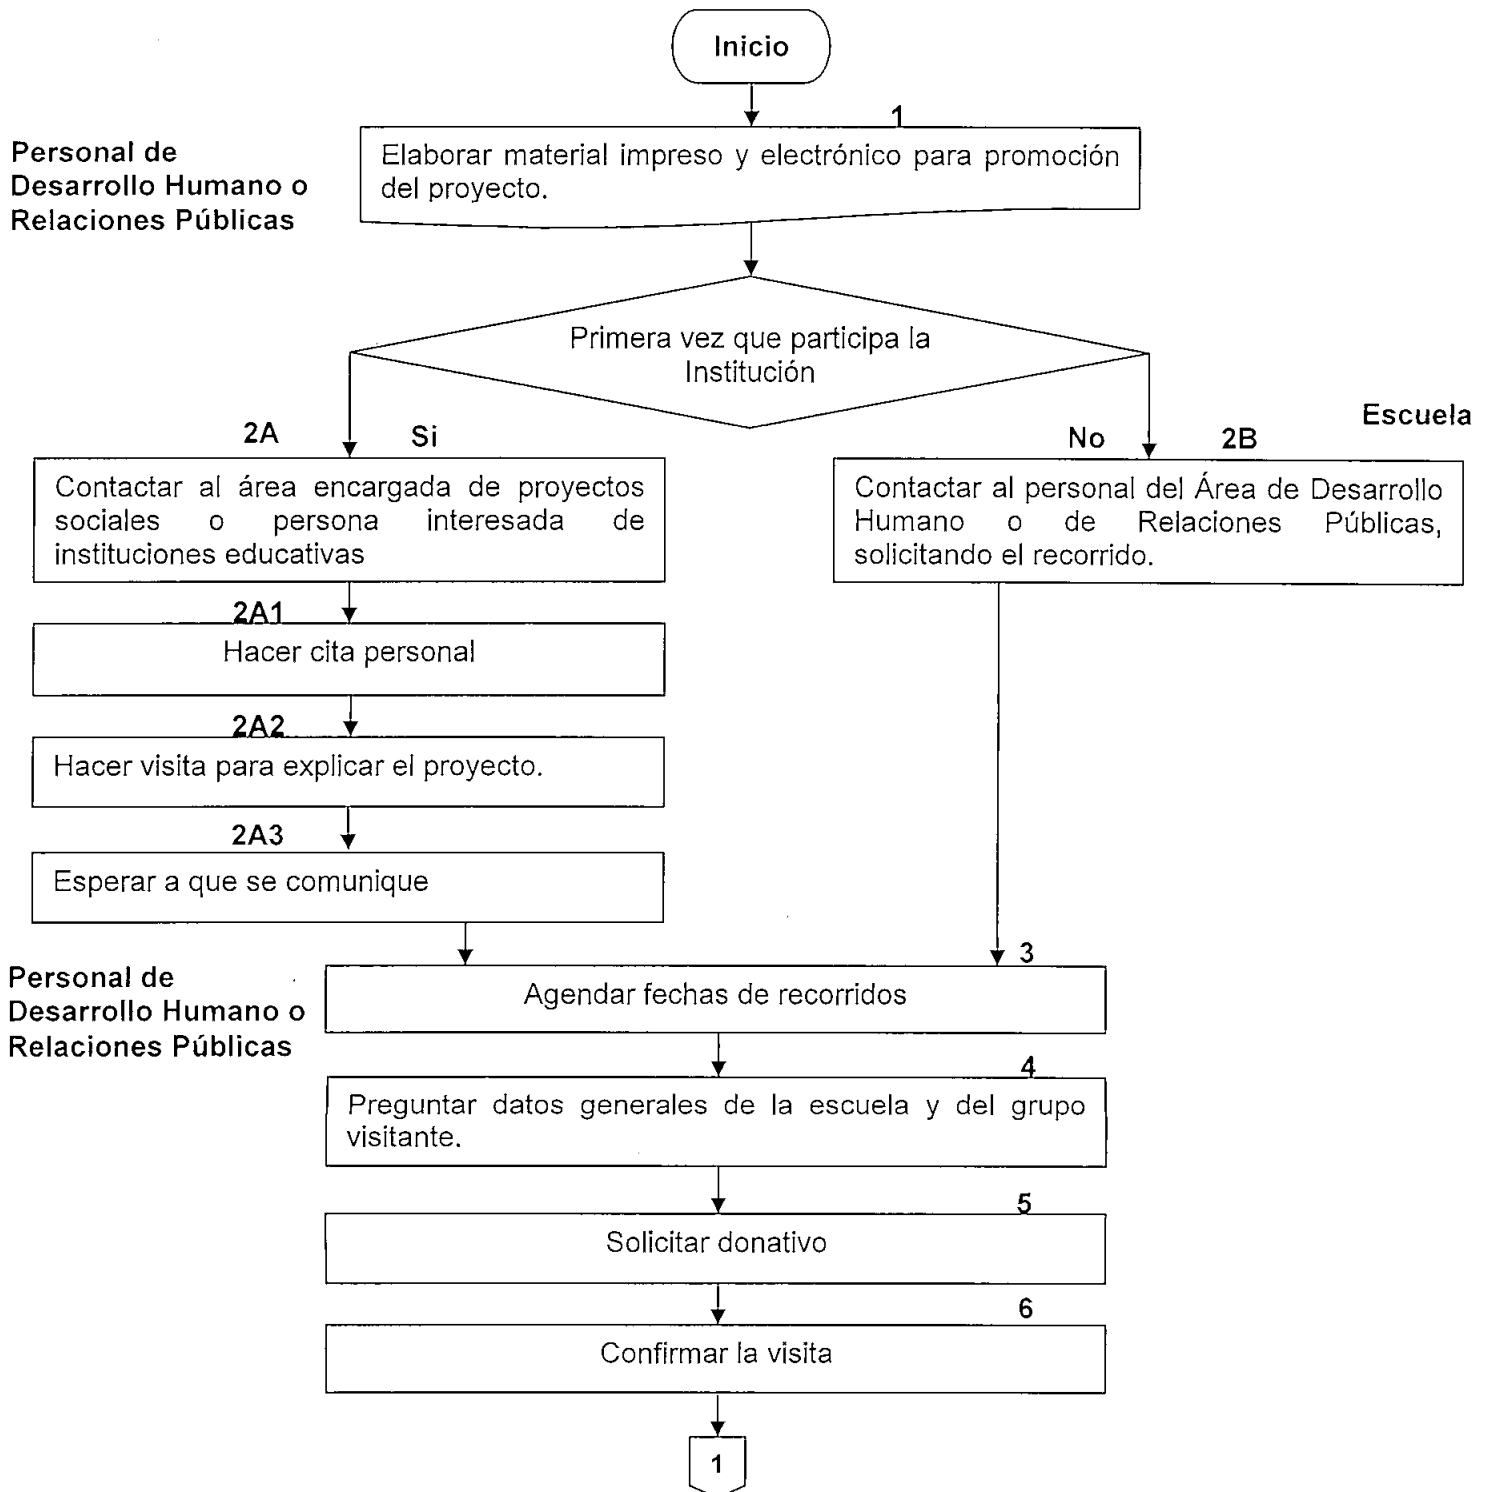 Inicio
1
Personal de
Desarrollo Humano o
Relaciones Públicas
Elaborar material impreso y electrónico para promoción
del proyecto.
Primera vez que participa la
Institución
Escuela
2A
Si
No
2B
Contactar al área encargada de proyectos
sociales o persona interesada de
instituciones educativas
Contactar al personal del Área de Desarrollo
Humano o de Relaciones Públicas,
solicitando el recorrido.
2A1
Hacer cita personal
2A2
Hacer visita para explicar el proyecto.
2A3
Esperar a que se comunique
3
Personal de
Desarrollo Humano o
Relaciones Públicas
Agendar fechas de recorridos
4
Preguntar datos generales de la escuela y del grupo
visitante.
5
Solicitar donativo
6
Confirmar la visita
1